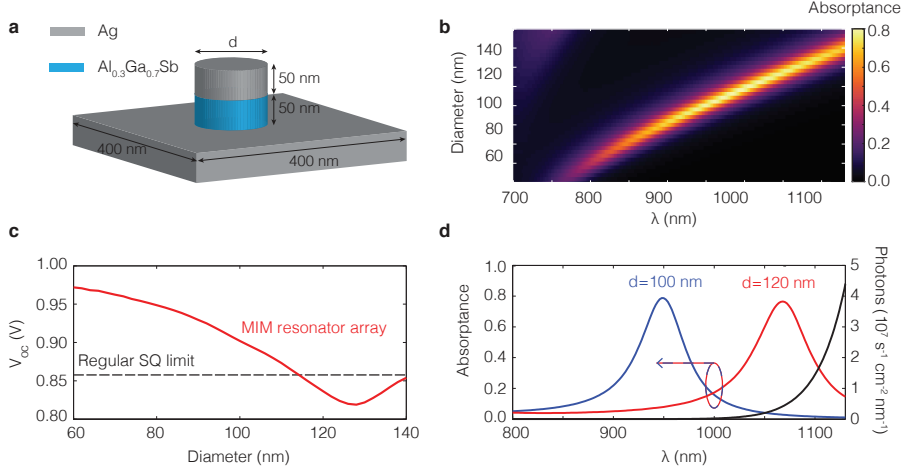 a
Ag
Al0.3Ga0.7Sb
d
50 nm
50 nm
400 nm
400 nm
b
Absorptance
Diameter (nm)
140
120
100
80
60
700 800 900 1000 1100
λ (nm)
0.8
0.6
0.4
0.2
0.0
c
Voc (V)
1.00
0.95
0.90
0.85
0.80
MIM resonator array
Regular SQ limit
60 80 100 120 140
Diameter (nm)
d
Absorptance
1.0
0.8
0.6
0.4
0.2
0.0
d=100 nm
d=120 nm
800 900 1000 1100
λ (nm)
5
4
3
2
1
0
Photons (10⁷ s⁻¹ cm⁻² nm⁻¹)